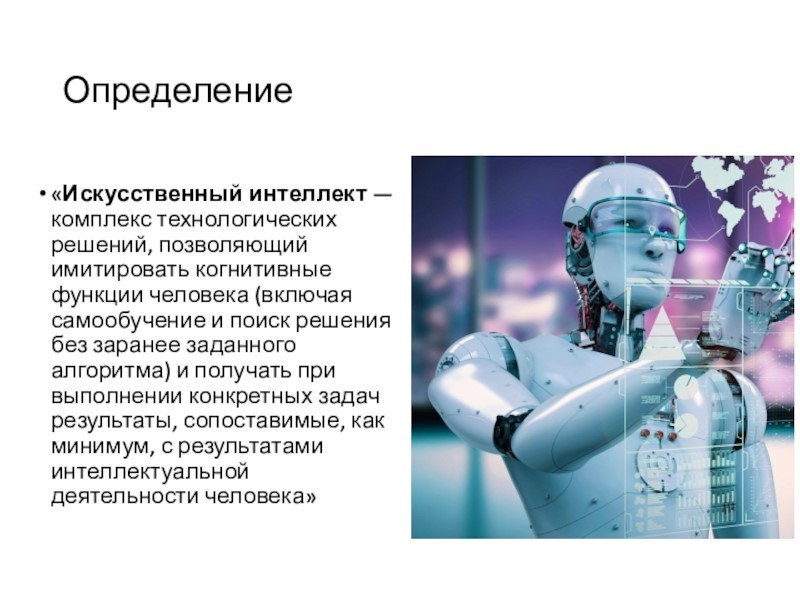 Определение
• «Искусственный интеллект —
комплекс технологических
решений, позволяющий
имитировать когнитивные
функции человека (включая
самообучение и поиск решения
без заранее заданного
алгоритма) и получать при
выполнении конкретных задач
результаты, сопоставимые, как
минимум, с результатами
интеллектуальной
деятельности человека»